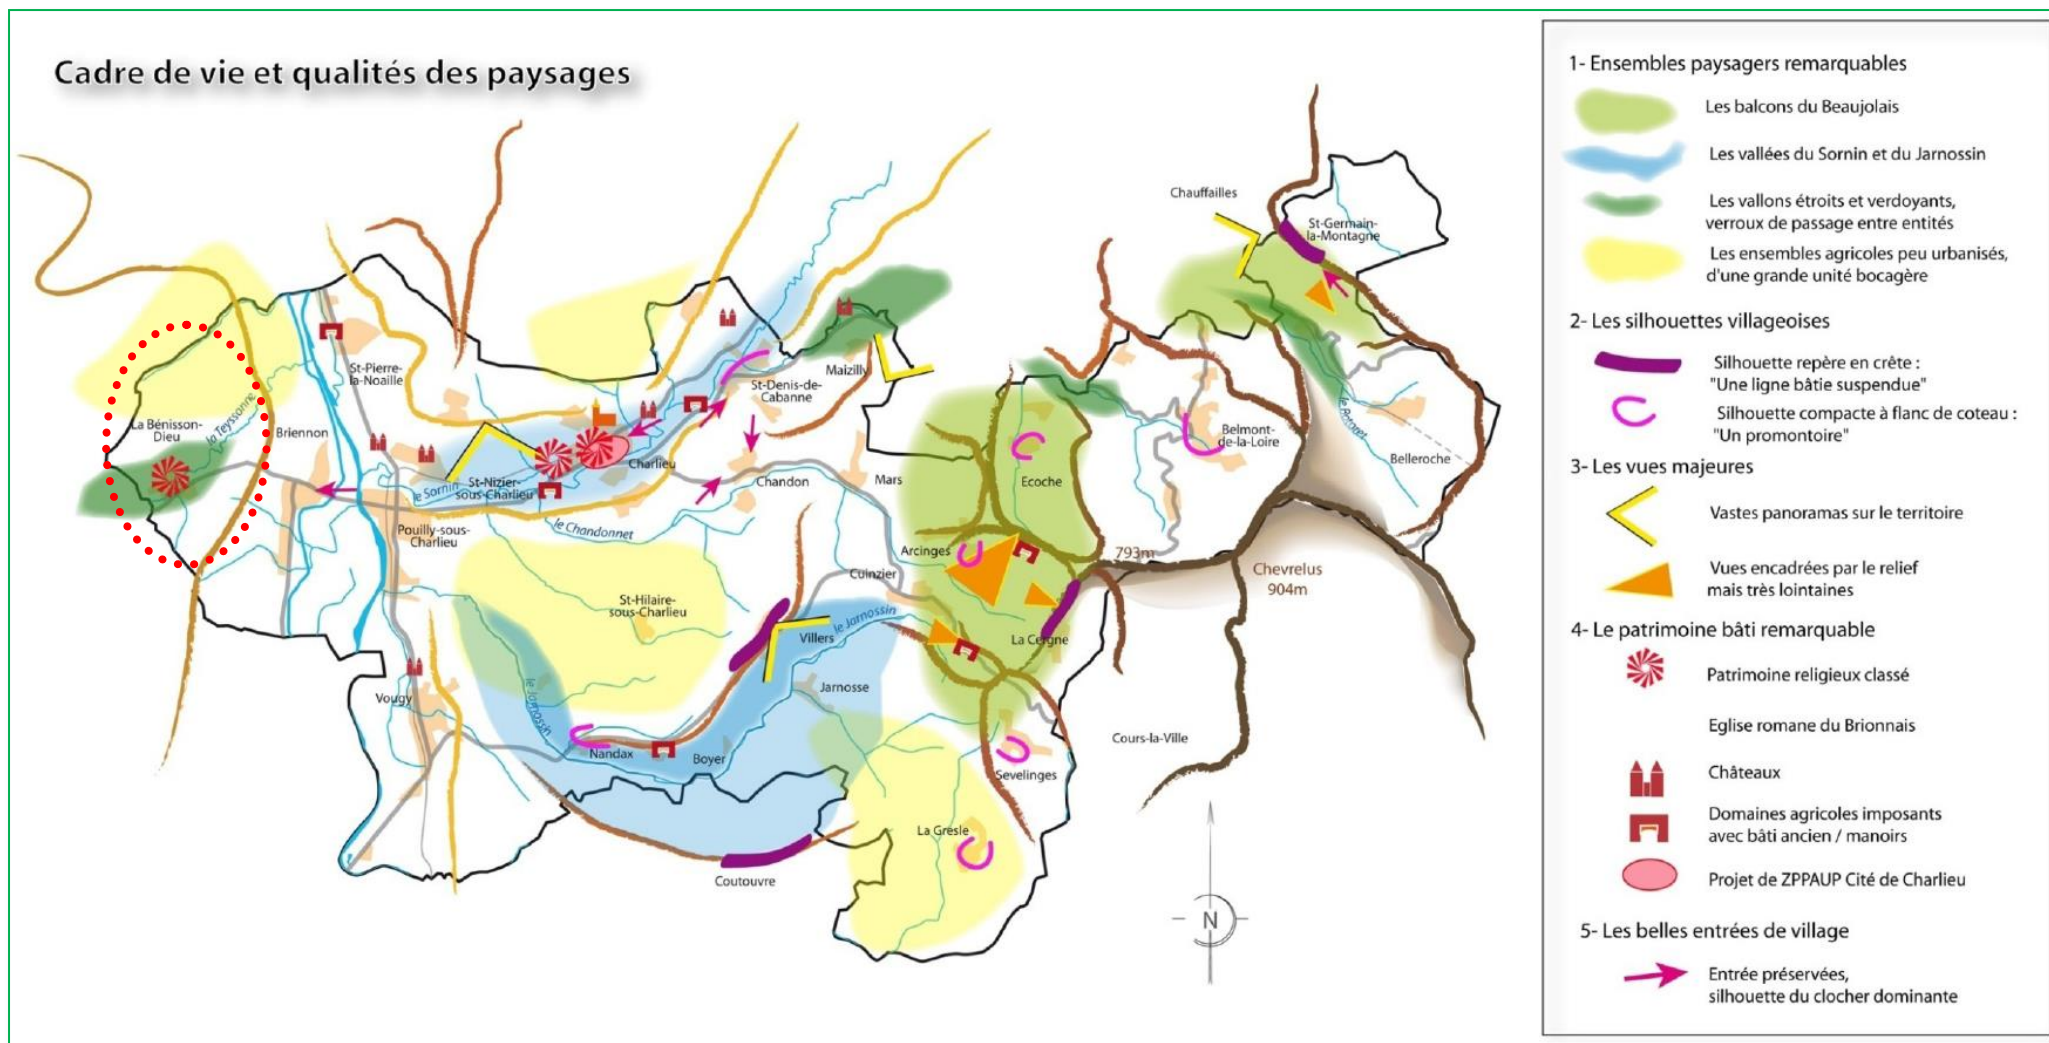 Cadre de vie et qualités des paysages
Chauffailles
St-Germain-
la-Montagne
St-Pierre-
la-Noaille
Maizilly
St-Denis-de-
Cabanne
La Bénisson-
Dieu
la Teyssonne
Briennon
Charlieu
le Sornin
St-Nizier-
sous-Charlieu
Chandon
Mars
Ecoche
Belmont-
de-la-Loire
le Botoret
Belleroche
Pouilly-sous-
Charlieu
le Chandonnet
Arcinges
793m
Cuinzier
Chevrelus
904m
St-Hilaire-
sous-Charlieu
Villers
le Jarnossin
La Cergne
Jarnosse
Vougy
le Jarnossin
Nandax
Boyer
Cours-la-Ville
Sevelinges
La Gresle
Coutouvre
N
1- Ensembles paysagers remarquables
Les balcons du Beaujolais
Les vallées du Sornin et du Jarnossin
Les vallons étroits et verdoyants,
verroux de passage entre entités
Les ensembles agricoles peu urbanisés,
d'une grande unité bocagère
2- Les silhouettes villageoises
Silhouette repère en crête :
"Une ligne bâtie suspendue"
Silhouette compacte à flanc de coteau :
"Un promontoire"
3- Les vues majeures
Vastes panoramas sur le territoire
Vues encadrées par le relief
mais très lointaines
4- Le patrimoine bâti remarquable
Patrimoine religieux classé
Eglise romane du Brionnais
Châteaux
Domaines agricoles imposants
avec bâti ancien / manoirs
Projet de ZPPAUP Cité de Charlieu
5- Les belles entrées de village
Entrée préservées,
silhouette du clocher dominante